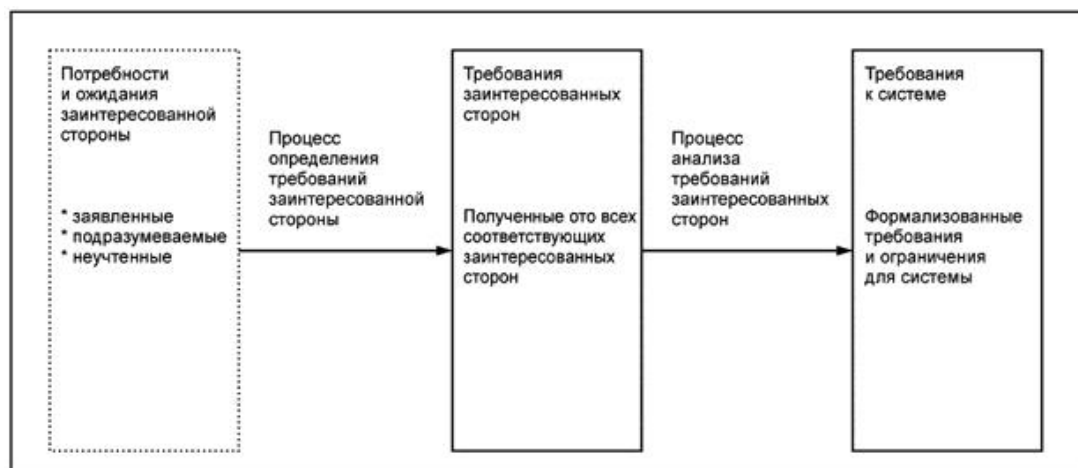 Потребности
и ожидания
заинтересованной
стороны
* заявленные
* подразумеваемые
* неучтенные
Процесс
определения
требований
заинтересованной
стороны
Требования
заинтересованных
сторон
Полученные ото всех
соответствующих
заинтересованных
сторон
Процесс
анализа
требований
заинтересованных
сторон
Требования
к системе
Формализованные
требования
и ограничения
для системы